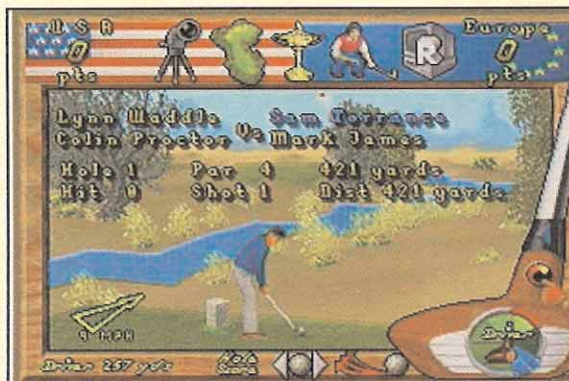 USA Europe
0 0
pts pts
Lynn Waddle Vs Sam Torrance
Colin Proctor Mark James
Hole 1 Par 4 421 yards
Hit 0 Shot 1 Dist 421 yards
R
9 MPH
Driver
Driver 257 yds
Hole